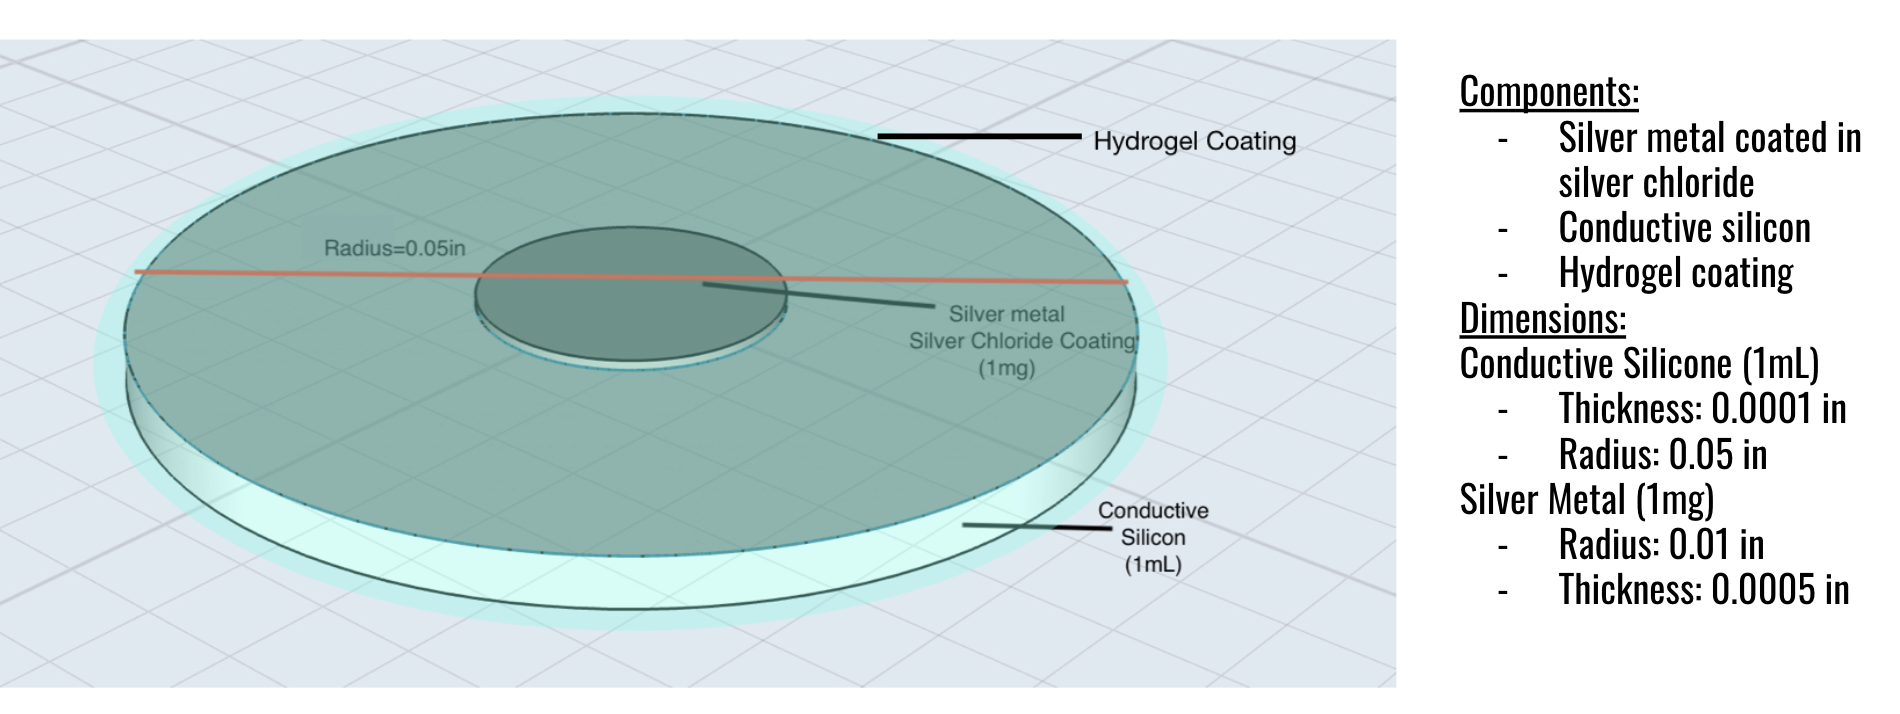 Hydrogel Coating
Radius=0.05in
Silver metal
Silver Chloride Coating
(1mg)
Conductive
Silicon
(1mL)
Components:
- Silver metal coated in
silver chloride
- Conductive silicon
- Hydrogel coating
Dimensions:
Conductive Silicone (1mL)
- Thickness: 0.0001 in
- Radius: 0.05 in
Silver Metal (1mg)
- Radius: 0.01 in
- Thickness: 0.0005 in